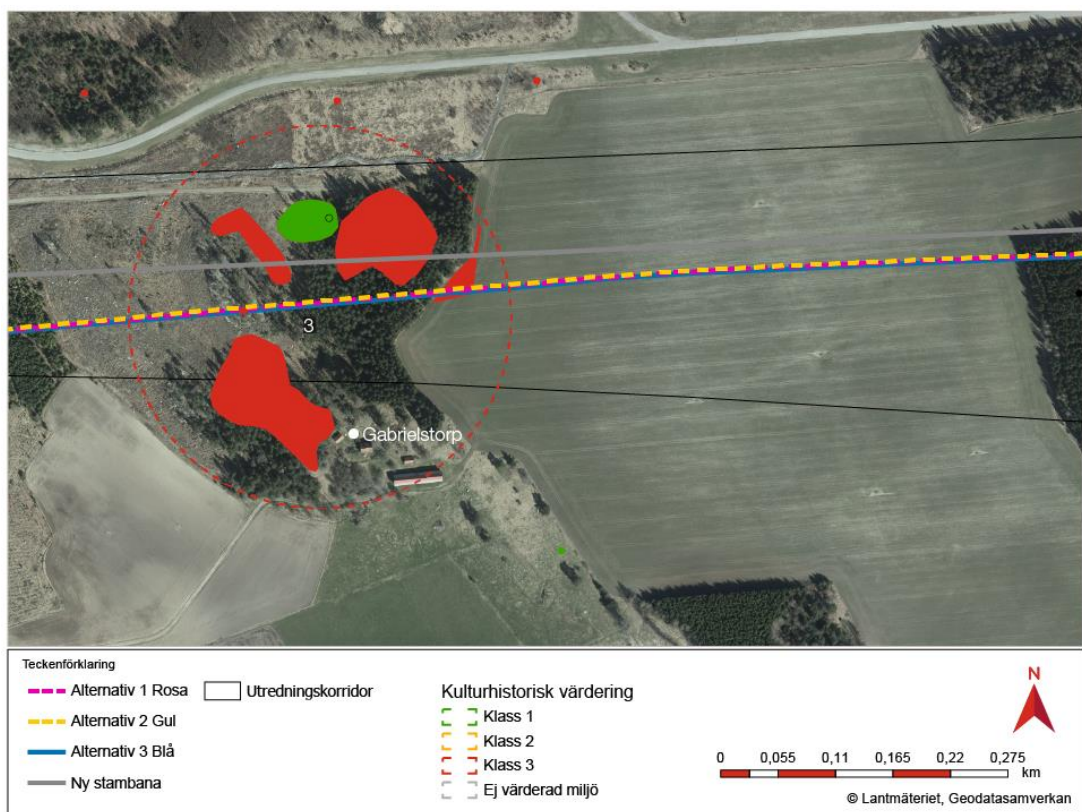 3
Gabrielstorp
Teckenförklaring
Alternativ 1 Rosa
Utredningskorridor
Alternativ 2 Gul
Alternativ 3 Blå
Ny stambana
Kulturhistorisk värdering
Klass 1
Klass 2
Klass 3
Ej värderad miljö
N
0 0,055 0,11 0,165 0,22 0,275
km
© Lantmäteriet, Geodatasamverkan